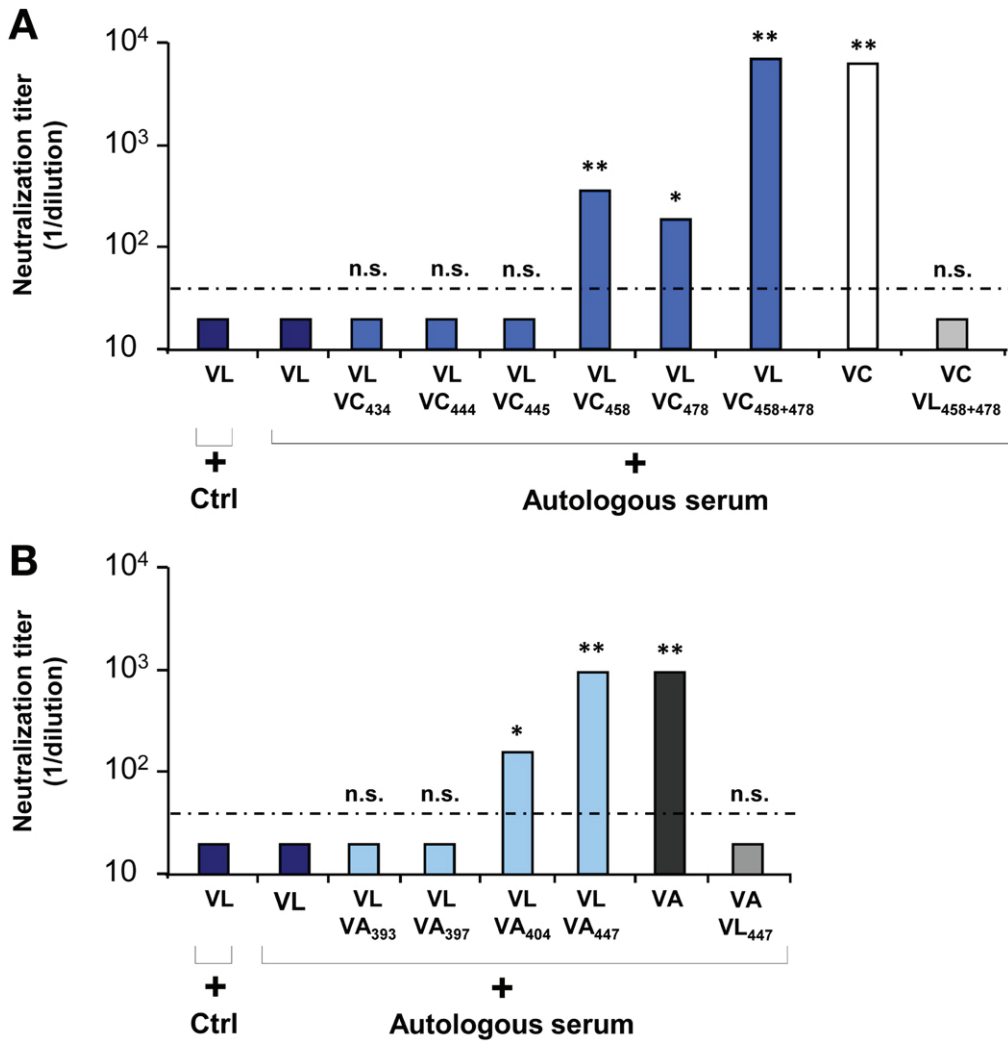 A
Neutralization titer
(1/dilution)
10⁴
10³
10²
10
n.s. n.s. n.s. ** * ** ** n.s.
VL VL VL VL VL VL VL VL VC VC
VC₄₃₄ VC₄₄₄ VC₄₄₅ VC₄₅₈ VC₄₇₈ VC₄₅₈₊₄₇₈ VL₄₅₈₊₄₇₈
+ +
Ctrl Autologous serum
B
Neutralization titer
(1/dilution)
10⁴
10³
10²
10
n.s. n.s. * ** ** n.s.
VL VL VL VL VL VL VA VA
VA₃₉₃ VA₃₉₇ VA₄₀₄ VA₄₄₇ VL₄₄₇
+ +
Ctrl Autologous serum